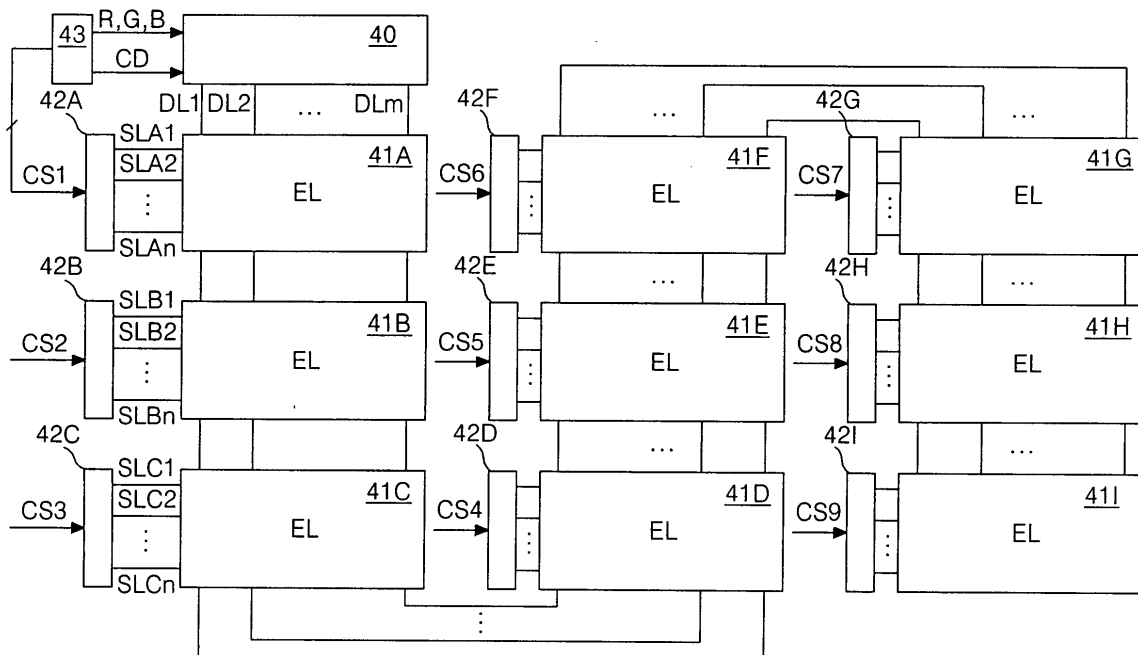 43
R,G,B
CD
40
DL1 DL2 ... DLm
42A
SLA1
SLA2
⋮
SLAn
CS1
41A
EL
42F
CS6
⋮
...
41F
EL
42G
CS7
⋮
...
41G
EL
42B
SLB1
SLB2
⋮
SLBn
CS2
41B
EL
42E
CS5
⋮
...
41E
EL
42H
CS8
⋮
...
41H
EL
42C
SLC1
SLC2
⋮
SLCn
CS3
41C
EL
42D
CS4
⋮
...
41D
EL
42I
CS9
⋮
...
41I
EL
⋮